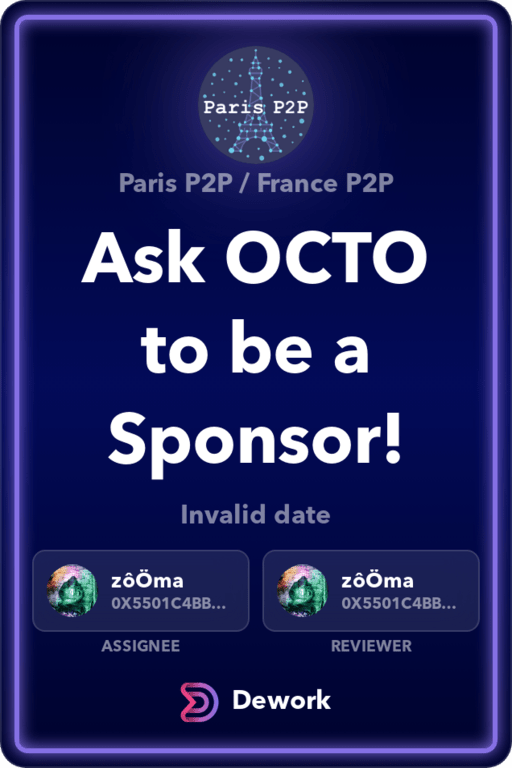 Paris P2P
Paris P2P / France P2P
Ask OCTO
to be a
Sponsor!
Invalid date
zôÖma
0X5501C4BB...
zôÖma
0X5501C4BB...
ASSIGNEE
REVIEWER
Dework